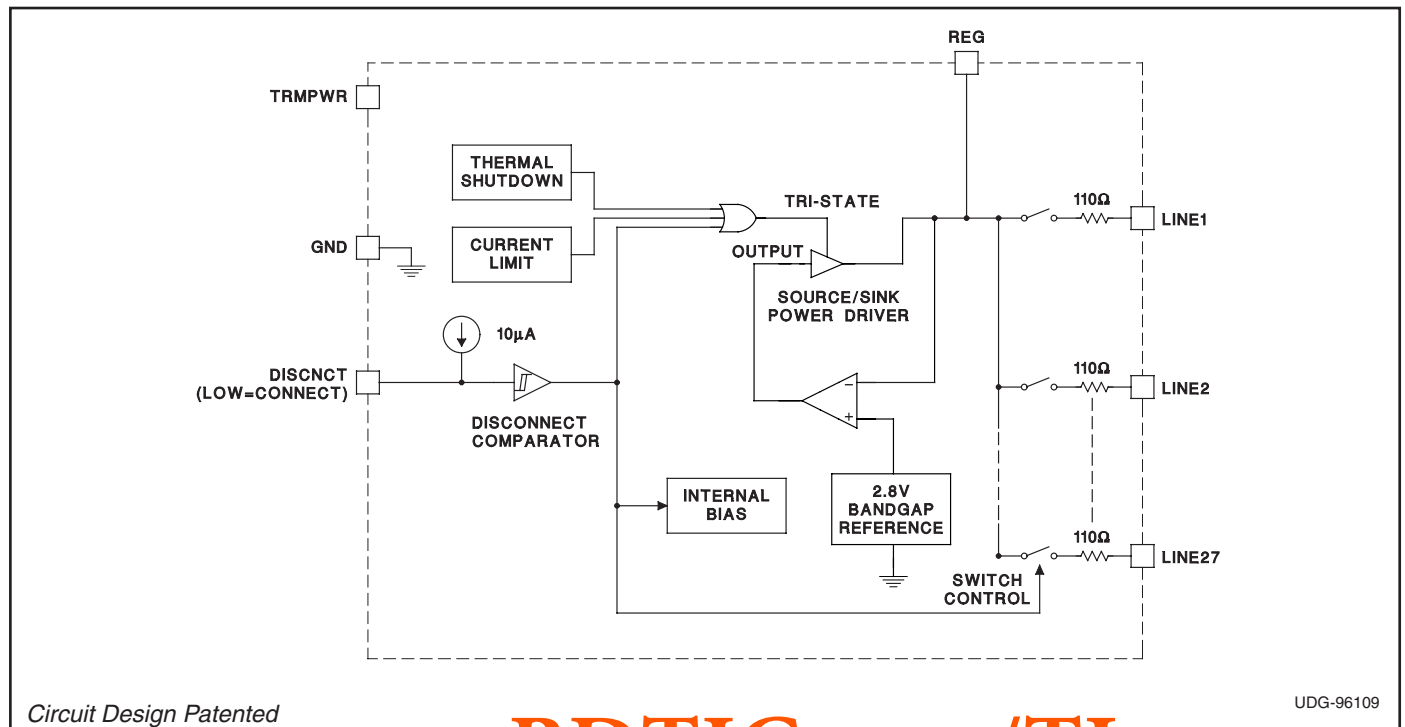 REG
TRMPWR
THERMAL
SHUTDOWN
TRI-STATE
110Ω
LINE1
GND
CURRENT
LIMIT
OUTPUT
SOURCE/SINK
POWER DRIVER
10µA
DISCNCT
(LOW=CONNECT)
110Ω
LINE2
−
+
DISCONNECT
COMPARATOR
INTERNAL
BIAS
2.8V
BANDGAP
REFERENCE
110Ω
LINE27
SWITCH
CONTROL
Circuit Design Patented
UDG-96109